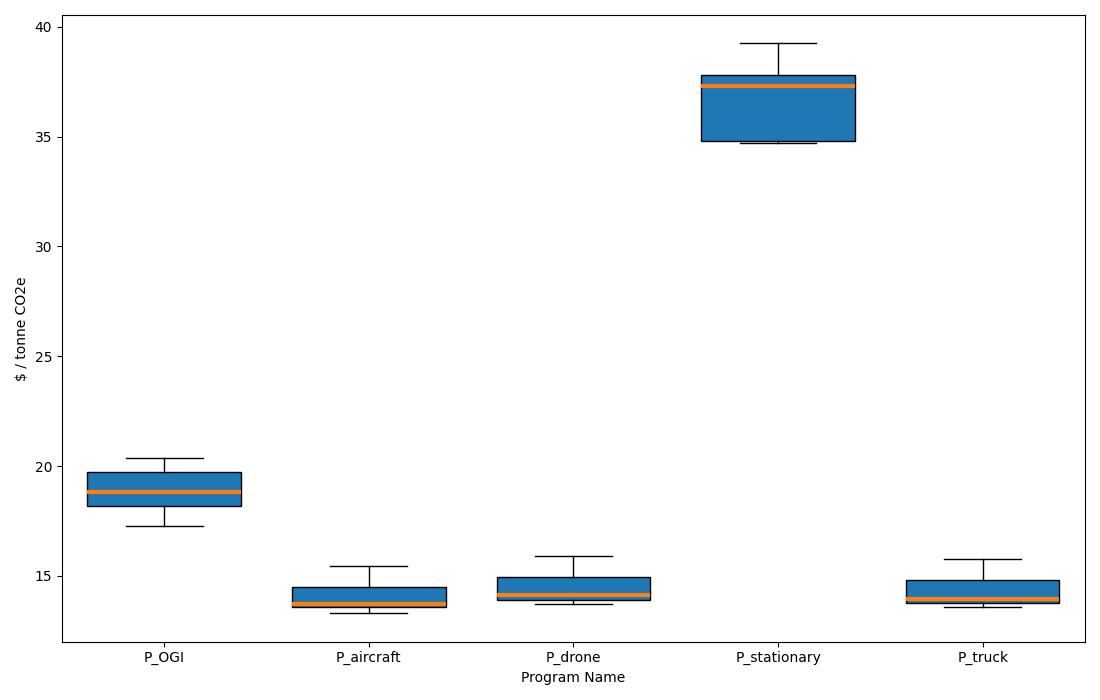 40
35
30
25
20
15
$ / tonne CO2e
P_OGI P_aircraft P_drone P_stationary P_truck
Program Name